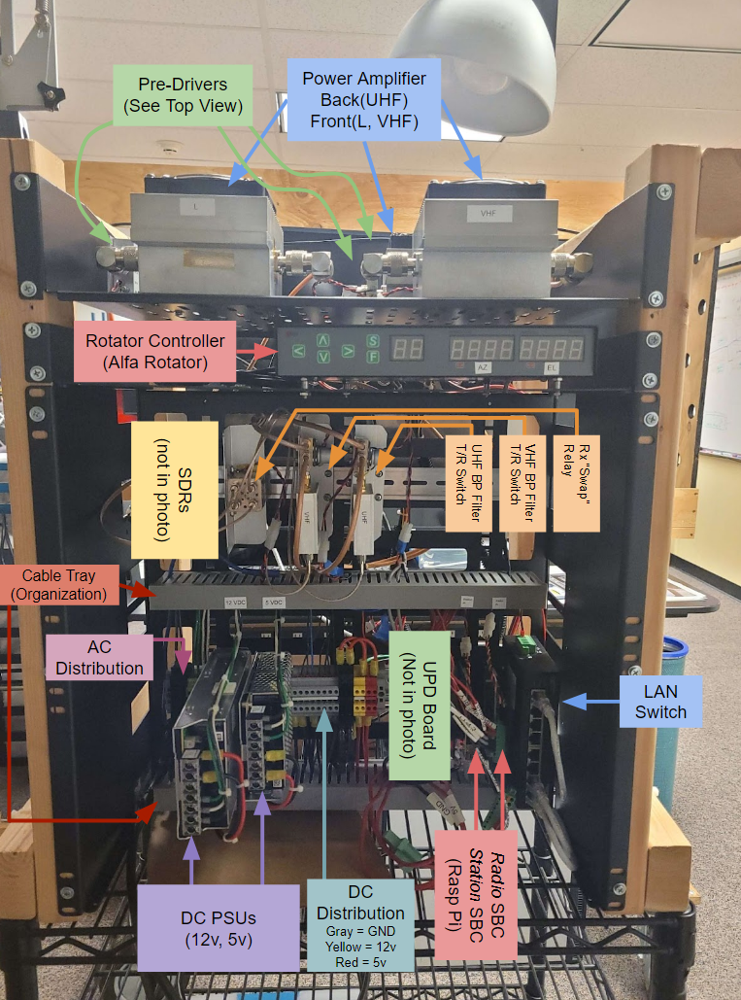 Pre-Drivers
(See Top View)
Power Amplifier
Back(UHF)
Front(L, VHF)
L
VHF
Rotator Controller
(Alfa Rotator)
S
F
AZ
EL
SDRs
(not in photo)
UHF BP Filter
T/R Switch
VHF BP Filter
T/R Switch
Rx "Swap"
Relay
VHF
UHF
Cable Tray
(Organization)
12 VDC
5 VDC
AC
Distribution
UPD Board
(Not in photo)
LAN
Switch
GND
5V
DC PSUs
(12v, 5v)
DC
Distribution
Gray = GND
Yellow = 12v
Red = 5v
Radio SBC
Station SBC
(Rasp Pi)